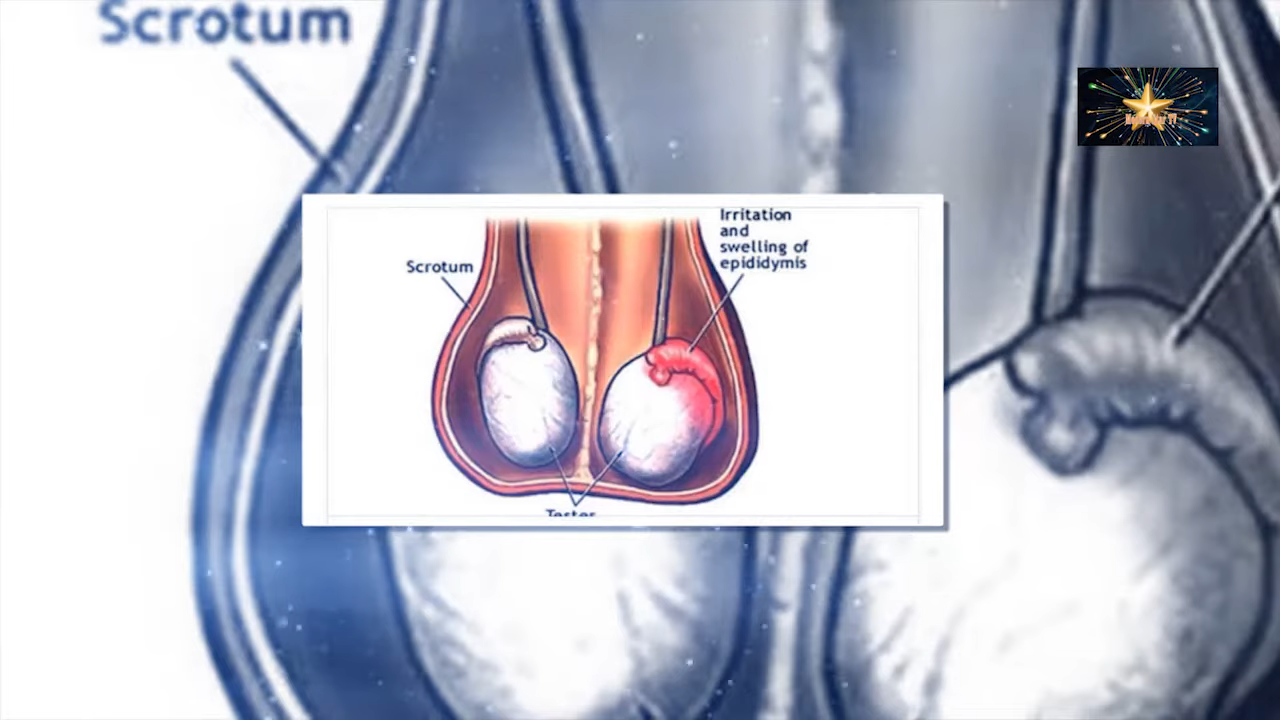 Scrotum
Scrotum
Irritation
and
swelling of
epididymis